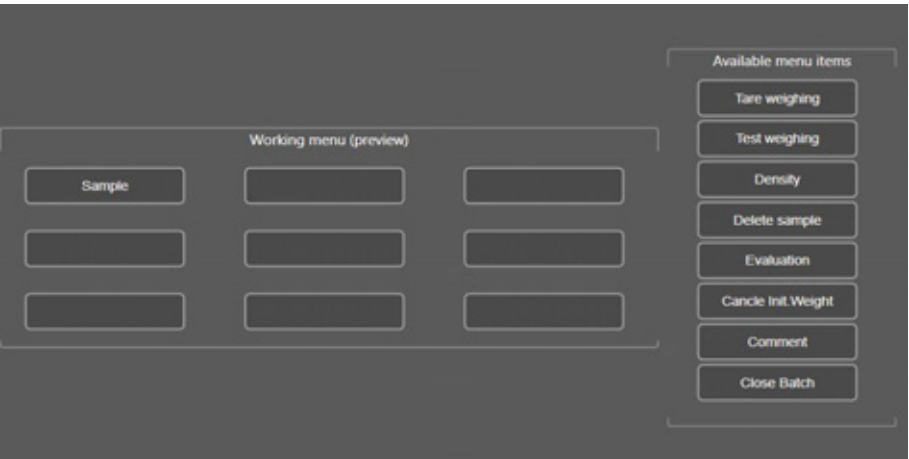 Available menu items
Tare weighing
Test weighing
Density
Delete sample
Evaluation
Cancle Init.Weight
Comment
Close Batch
Working menu (preview)
Sample